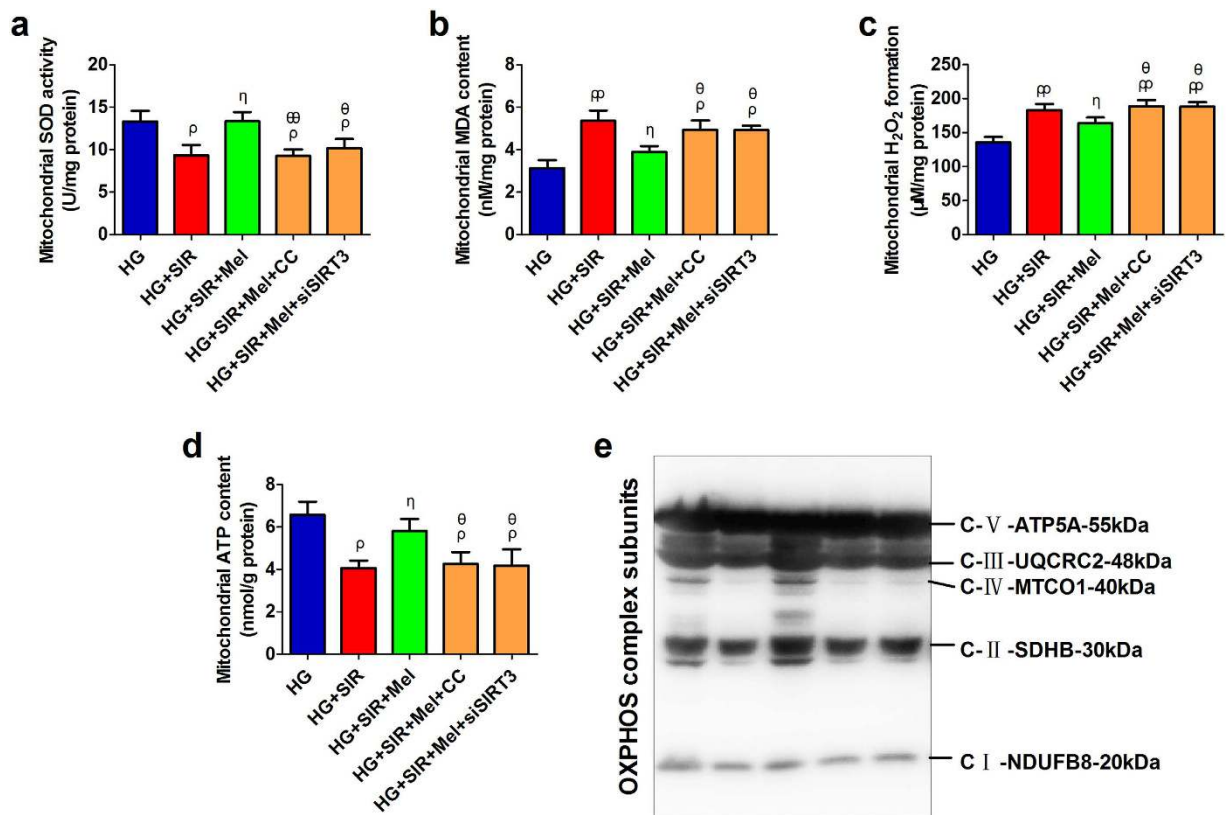 a
Mitochondrial SOD activity
(U/mg protein)
20
15
10
5
0
ρ
η
θθ
ρ
θ
ρ
HG
HG+SIR
HG+SIR+Mel
HG+SIR+Mel+CC
HG+SIR+Mel+siSIRT3
b
Mitochondrial MDA content
(nM/mg protein)
8
6
4
2
0
ρρ
η
θ
ρ
θ
ρ
HG
HG+SIR
HG+SIR+Mel
HG+SIR+Mel+CC
HG+SIR+Mel+siSIRT3
c
Mitochondrial H₂O₂ formation
(μM/mg protein)
250
200
150
100
50
0
ρρ
η
θ
ρρ
θ
ρρ
HG
HG+SIR
HG+SIR+Mel
HG+SIR+Mel+CC
HG+SIR+Mel+siSIRT3
d
Mitochondrial ATP content
(nmol/g protein)
8
6
4
2
0
ρ
η
θ
ρ
θ
ρ
HG
HG+SIR
HG+SIR+Mel
HG+SIR+Mel+CC
HG+SIR+Mel+siSIRT3
e
OXPHOS complex subunits
C-Ⅴ-ATP5A-55kDa
C-Ⅲ-UQCRC2-48kDa
C-Ⅳ-MTCO1-40kDa
C-Ⅱ-SDHB-30kDa
CⅠ-NDUFB8-20kDa